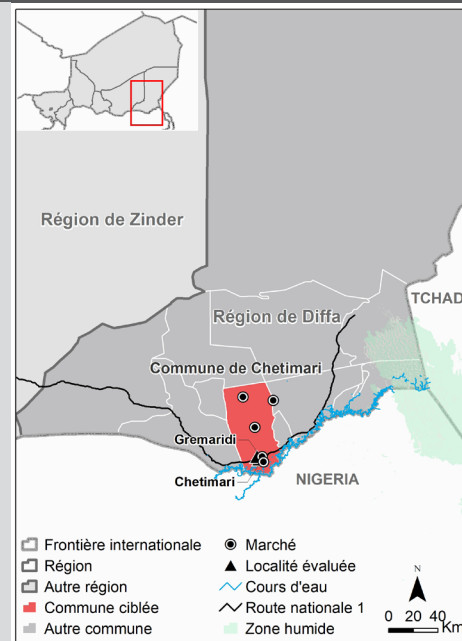 Région de Zinder
TCHAD
Région de Diffa
Commune de Chetimari
Gremaridi
NIGERIA
Chetimari
Frontière internationale
Région
Autre région
Commune ciblée
Autre commune
Marché
Localité évaluée
Cours d'eau
Route nationale 1
Zone humide
N
0 20 40
Km